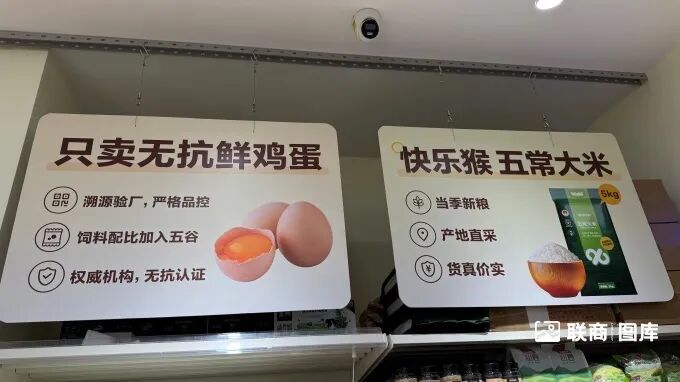 只卖无抗鲜鸡蛋
溯源验厂，严格品控
饲料配比加入五谷
权威机构，无抗认证
快乐猴 五常大米
当季新粮
产地直采
货真价实
5kg
联商 图库